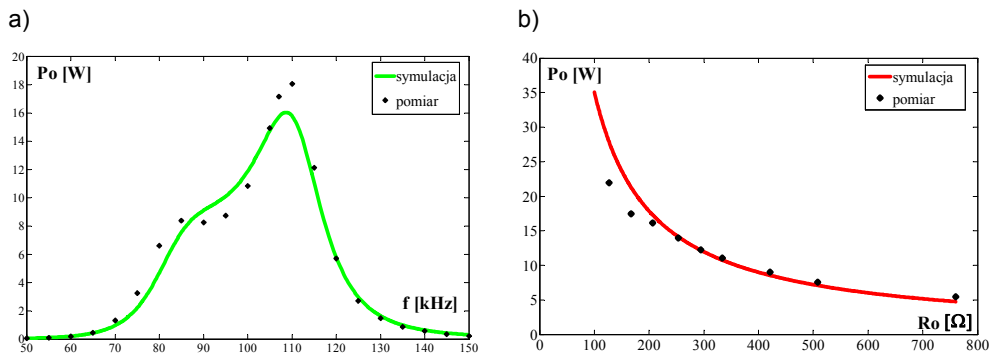 a)
Po [W]
symulacja
pomiar
20
18
16
14
12
10
8
6
4
2
0
f [kHz]
50 60 70 80 90 100 110 120 130 140 150
b)
Po [W]
symulacja
pomiar
40
35
30
25
20
15
10
5
0
Ro [Ω]
0 100 200 300 400 500 600 700 800